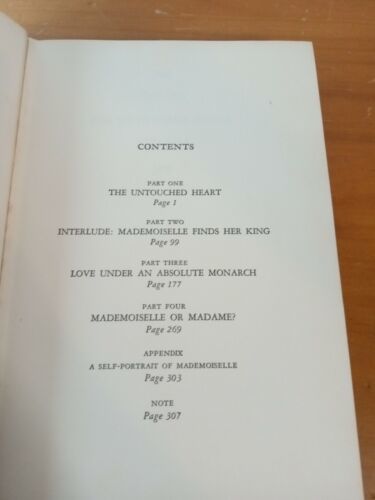 CONTENTS
PART ONE
THE UNTOUCHED HEART
Page 1
PART TWO
INTERLUDE: MADEMOISELLE FINDS HER KING
Page 99
PART THREE
LOVE UNDER AN ABSOLUTE MONARCH
Page 177
PART FOUR
MADEMOISELLE OR MADAME?
Page 269
APPENDIX
A SELF-PORTRAIT OF MADEMOISELLE
Page 303
NOTE
Page 307